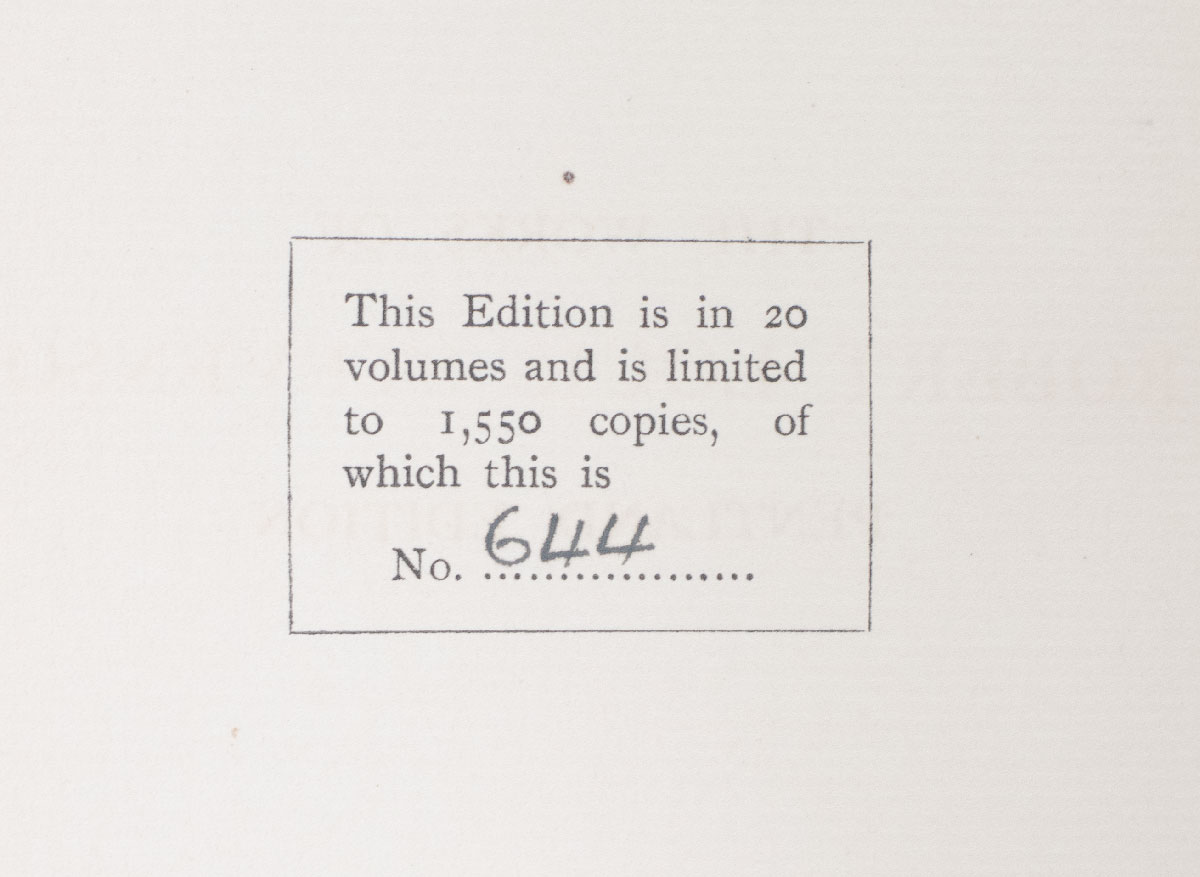 This Edition is in 20
volumes and is limited
to 1,550 copies, of
which this is
No. 644